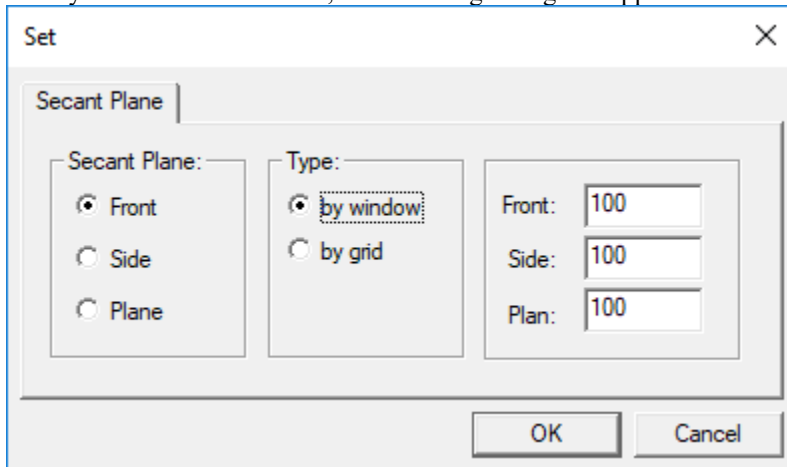 Set
Secant Plane
Secant Plane:
Front
Side
Plane
Type:
by window
by grid
Front: 100
Side: 100
Plan: 100
OK
Cancel